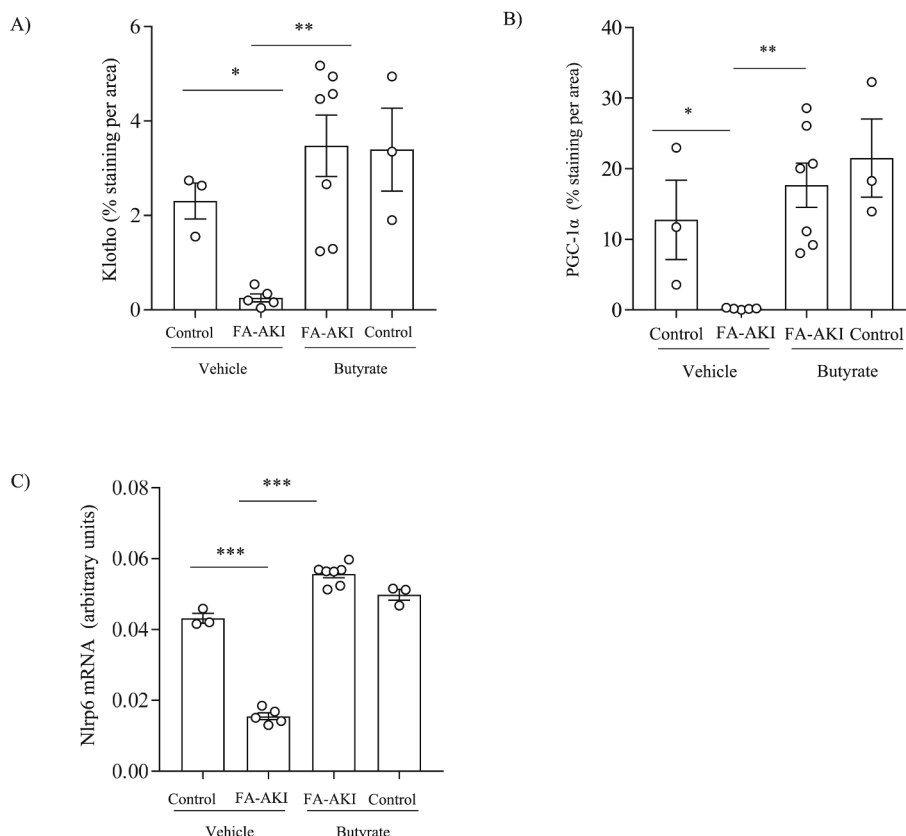 A)
Klotho (% staining per area)
6
4
2
0
*
**
Control FA-AKI FA-AKI Control
Vehicle Butyrate
B)
PGC-1α (% staining per area)
40
30
20
10
0
*
**
Control FA-AKI FA-AKI Control
Vehicle Butyrate
C)
Nlrp6 mRNA (arbitrary units)
0.08
0.06
0.04
0.02
0.00
***
***
Control FA-AKI FA-AKI Control
Vehicle Butyrate